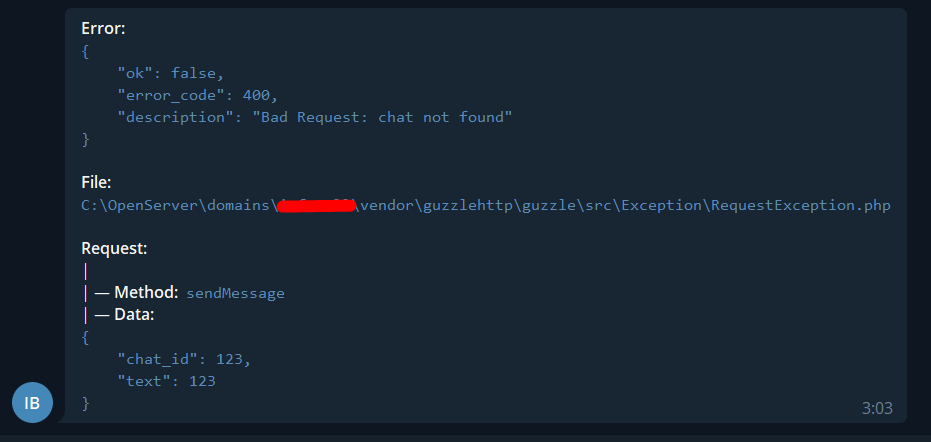 Error:
{
    "ok": false,
    "error_code": 400,
    "description": "Bad Request: chat not found"
}
File:
C:\OpenServer\domains\\vendor\guzzlehttp\guzzle\src\Exception\RequestException.php
Request:
|
| — Method: sendMessage
| — Data:
{
    "chat_id": 123,
    "text": 123
}
IB
3:03